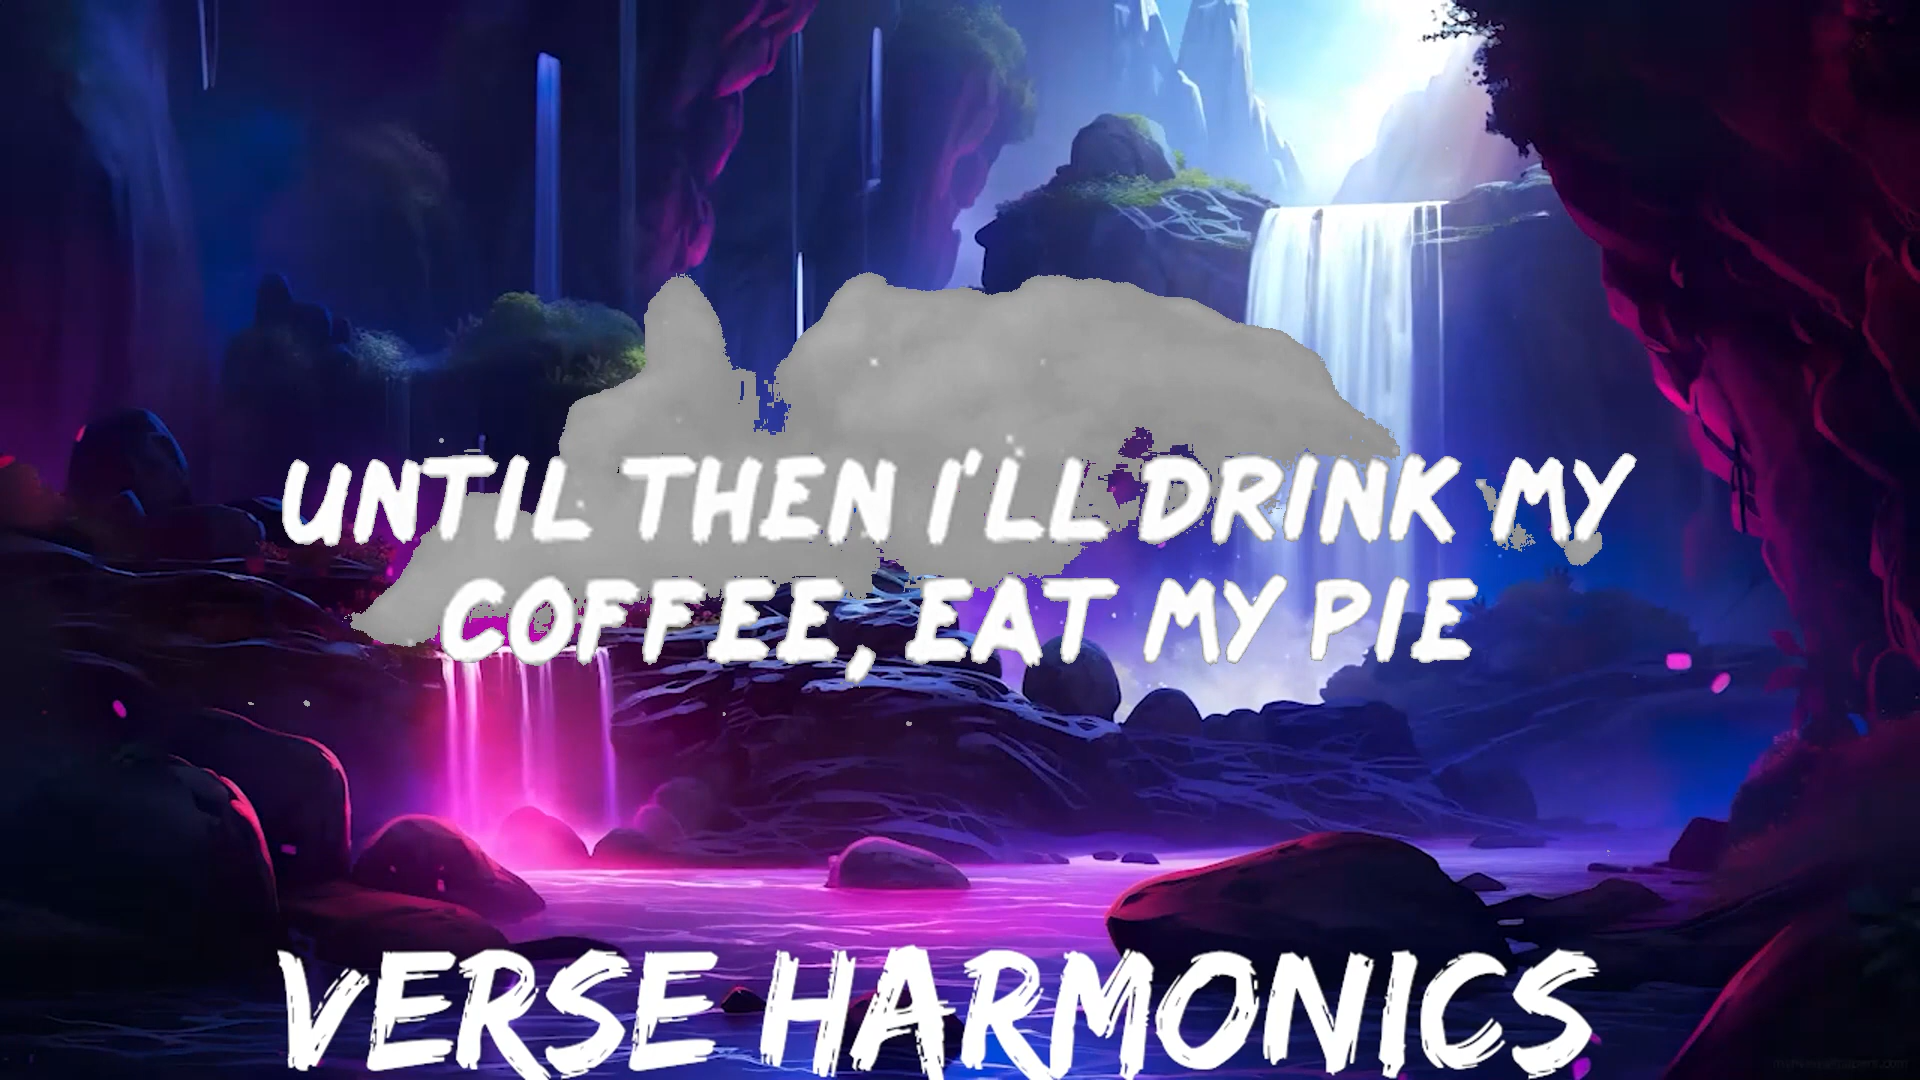 UNTIL THEN I'LL DRINK MY
COFFEE, EAT MY PIE
VERSE HARMONICS